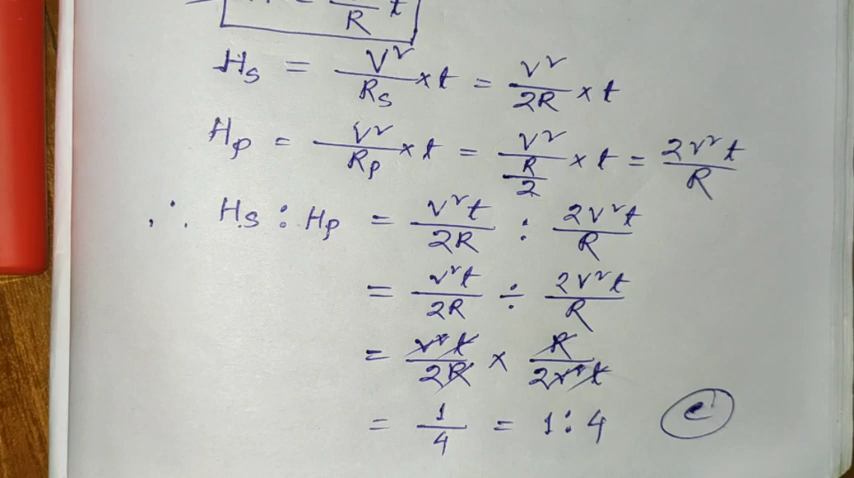 R t
Hs = V²/Rs × t = V²/2R × t
Hp = V²/Rp × t = V²/(R/2) × t = 2V²t/R
∴ Hs : Hp = V²t/2R : 2V²t/R
= V²t/2R ÷ 2V²t/R
= V²t/2R × R/2V²t
= 1/4 = 1:4 (c)